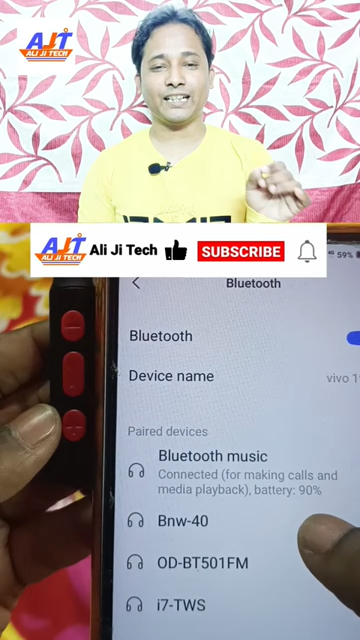 AJT
ALI JI TECH
AJT
ALI JI TECH
Ali Ji Tech
SUBSCRIBE
4G 59%
Bluetooth
Bluetooth
Device name
vivo 1
Paired devices
Bluetooth music
Connected (for making calls and
media playback), battery: 90%
Bnw-40
OD-BT501FM
i7-TWS